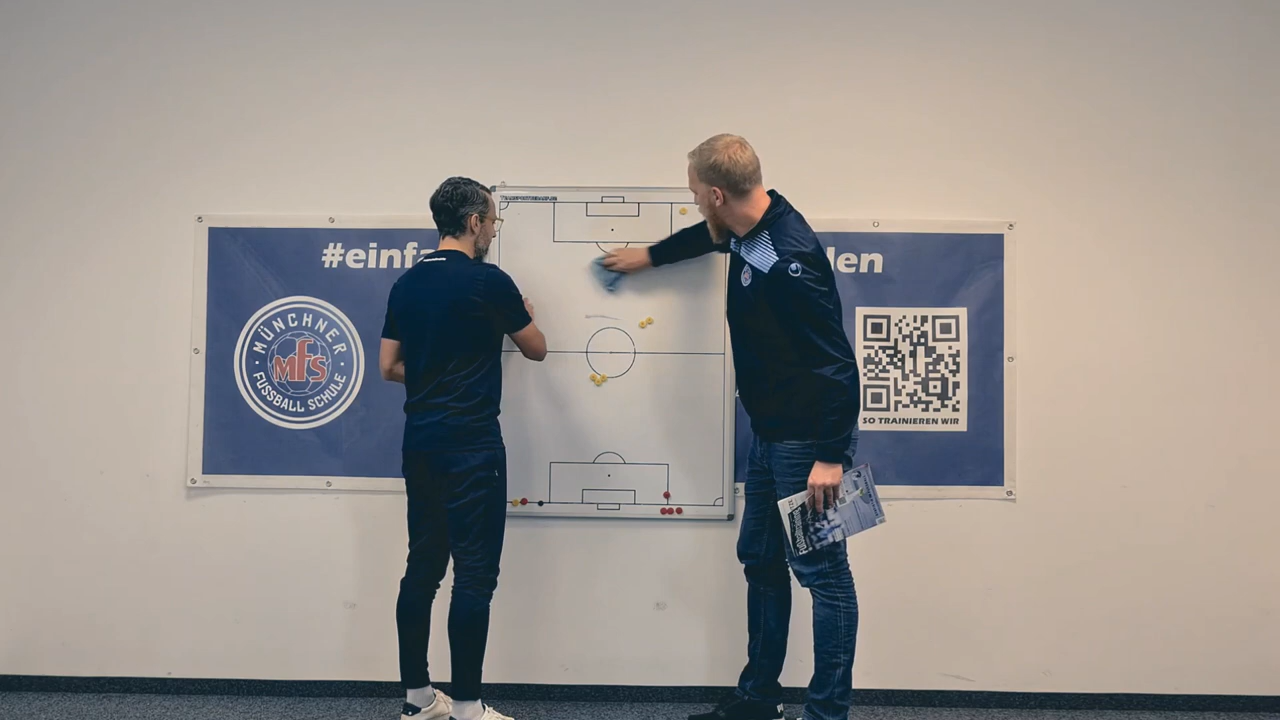 #einfa
den
MÜNCHNER
MFS
FUSSBALL SCHULE
SO TRAINIEREN WIR